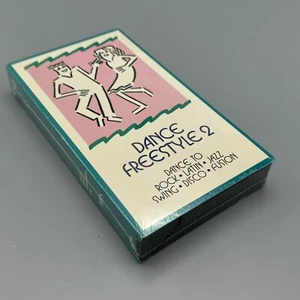 DANCE
FREESTYLE 2
DANCE TO
ROCK • LATIN • JAZZ
SWING • DISCO • FUSION